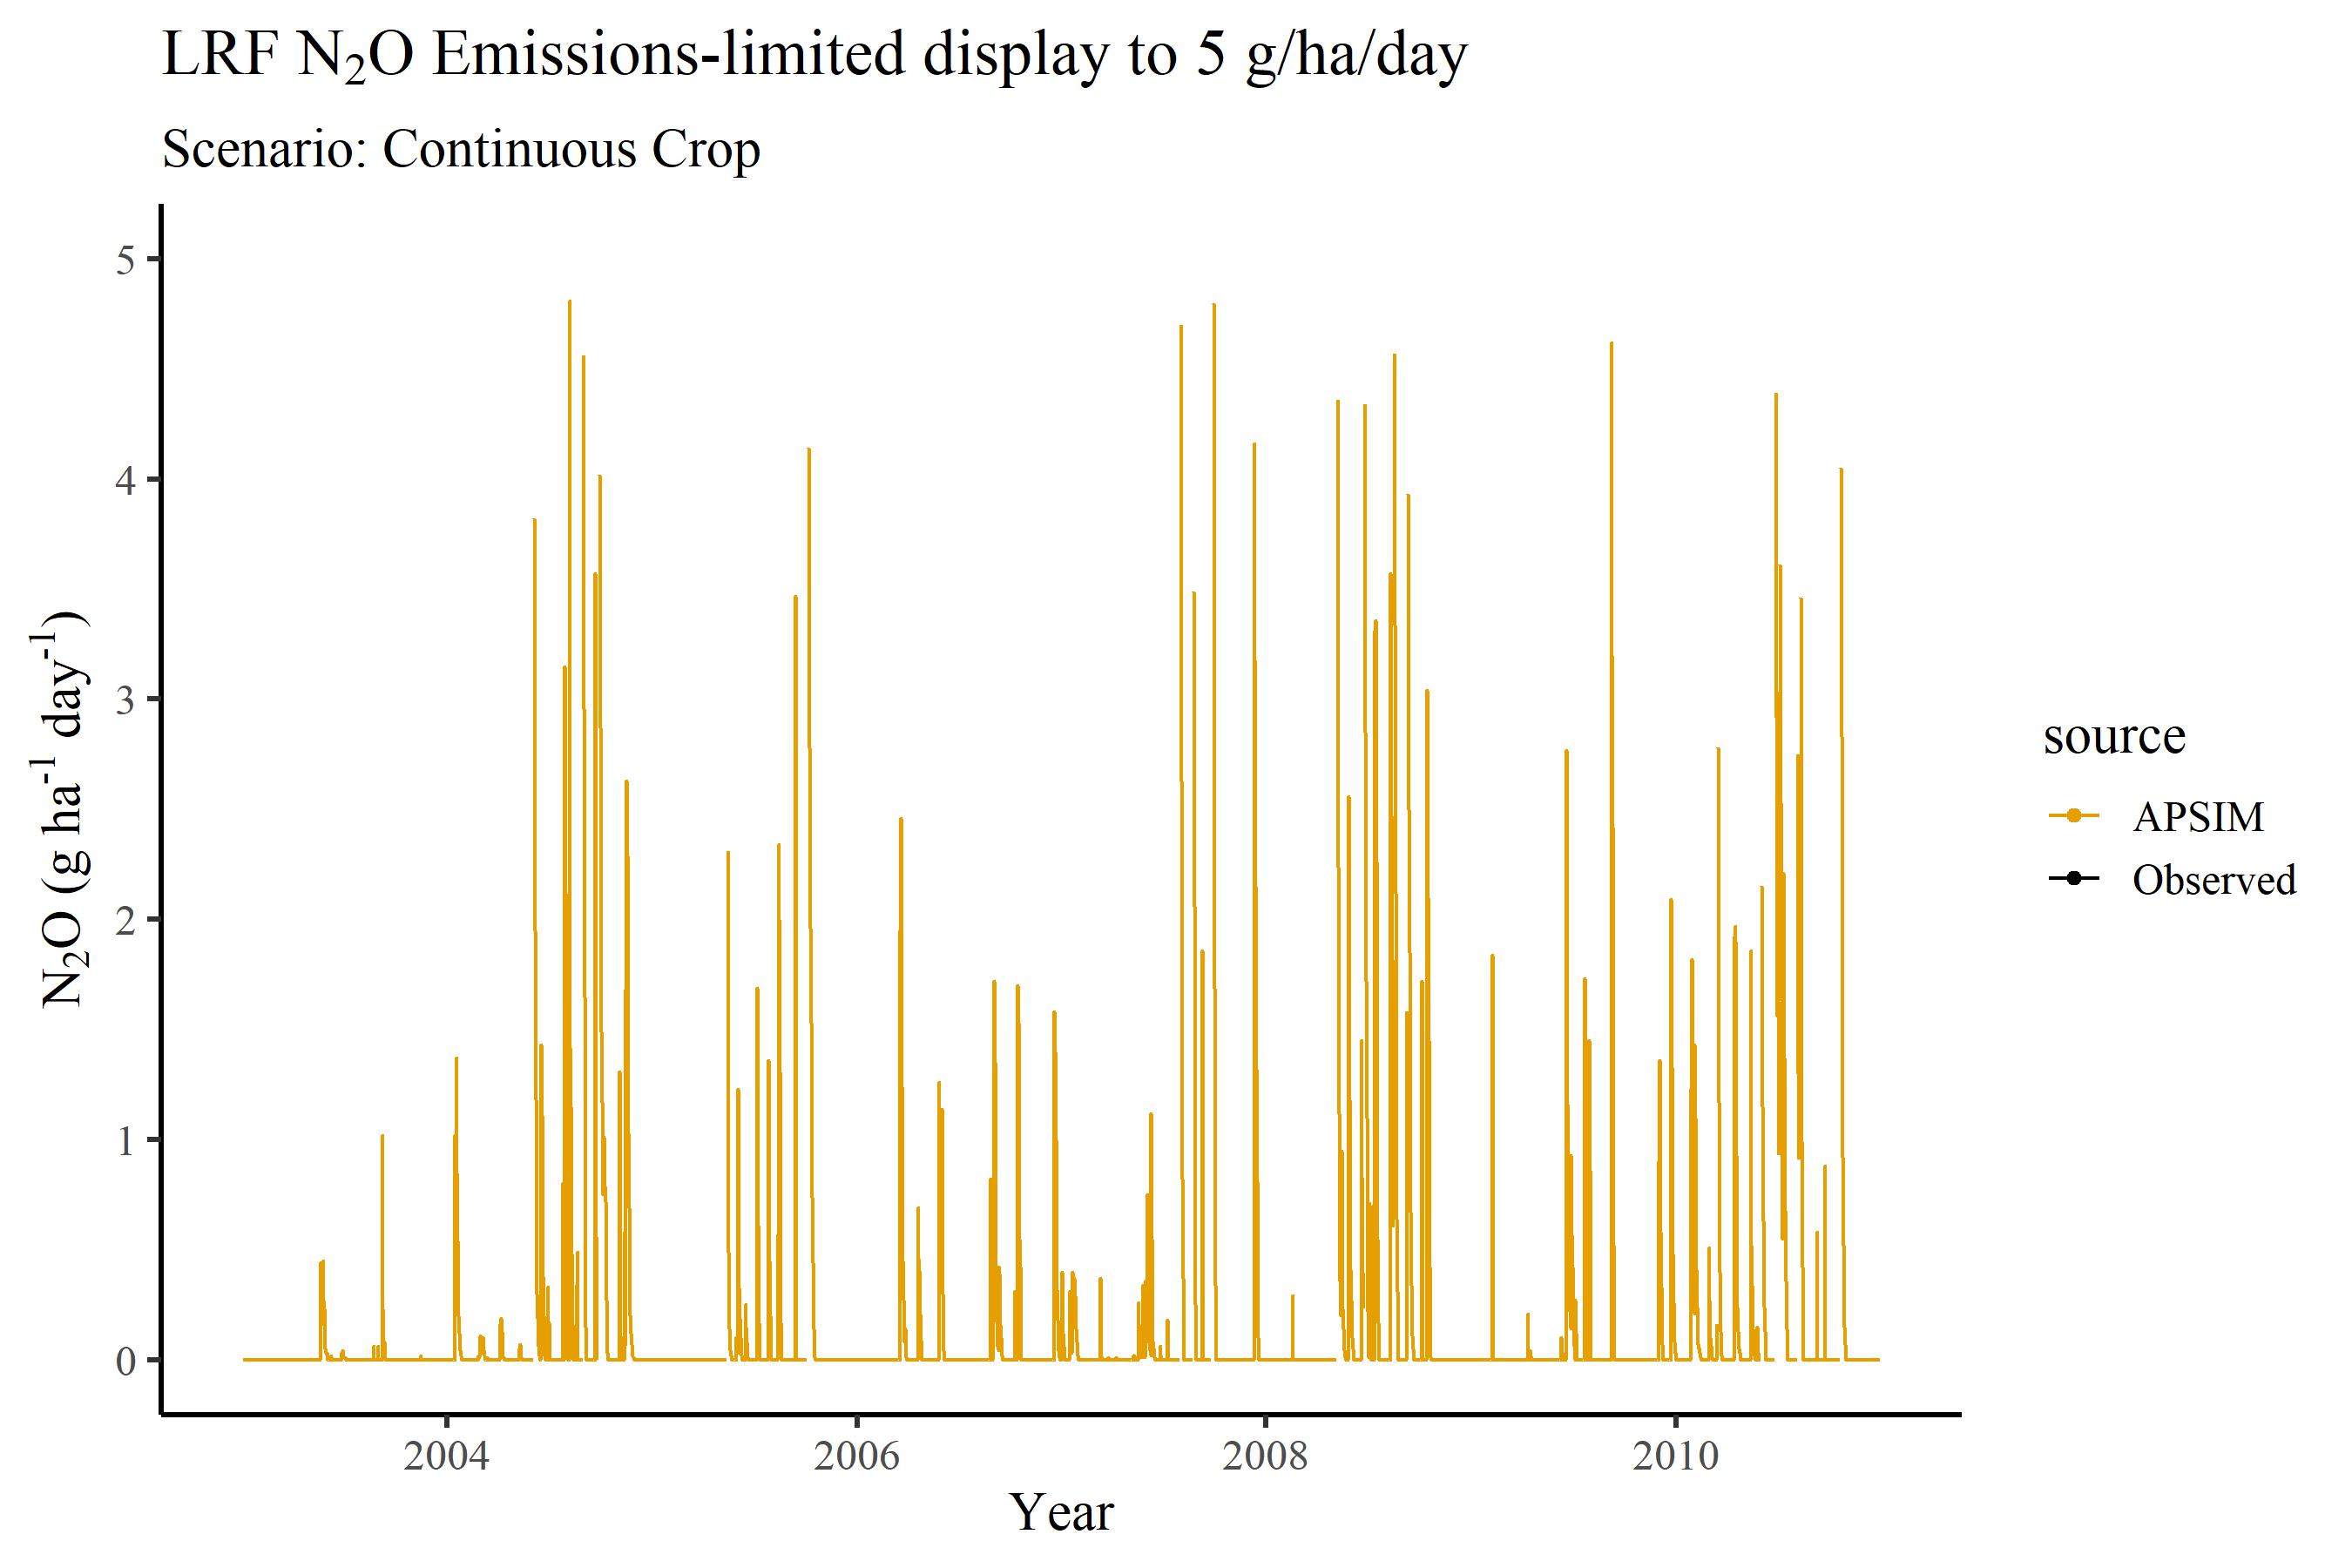 LRF N₂O Emissions-limited display to 5 g/ha/day
Scenario: Continuous Crop
5
4
3
2
1
0
N₂O (g ha⁻¹ day⁻¹)
2004 2006 2008 2010
Year
source
APSIM
Observed